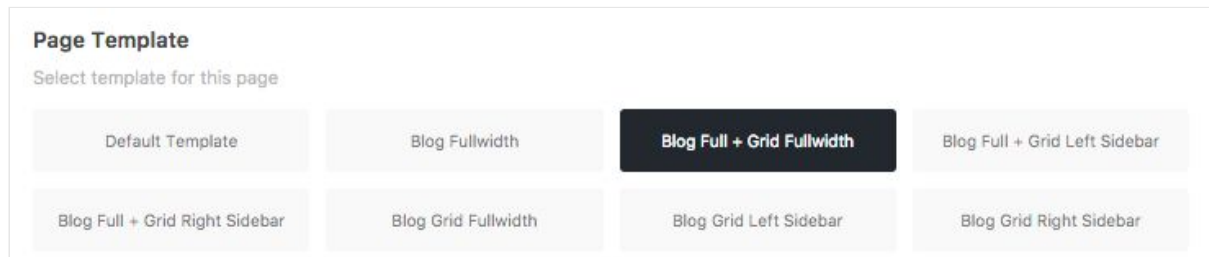 Page Template
Select template for this page
Default Template
Blog Fullwidth
Blog Full + Grid Fullwidth
Blog Full + Grid Left Sidebar
Blog Full + Grid Right Sidebar
Blog Grid Fullwidth
Blog Grid Left Sidebar
Blog Grid Right Sidebar